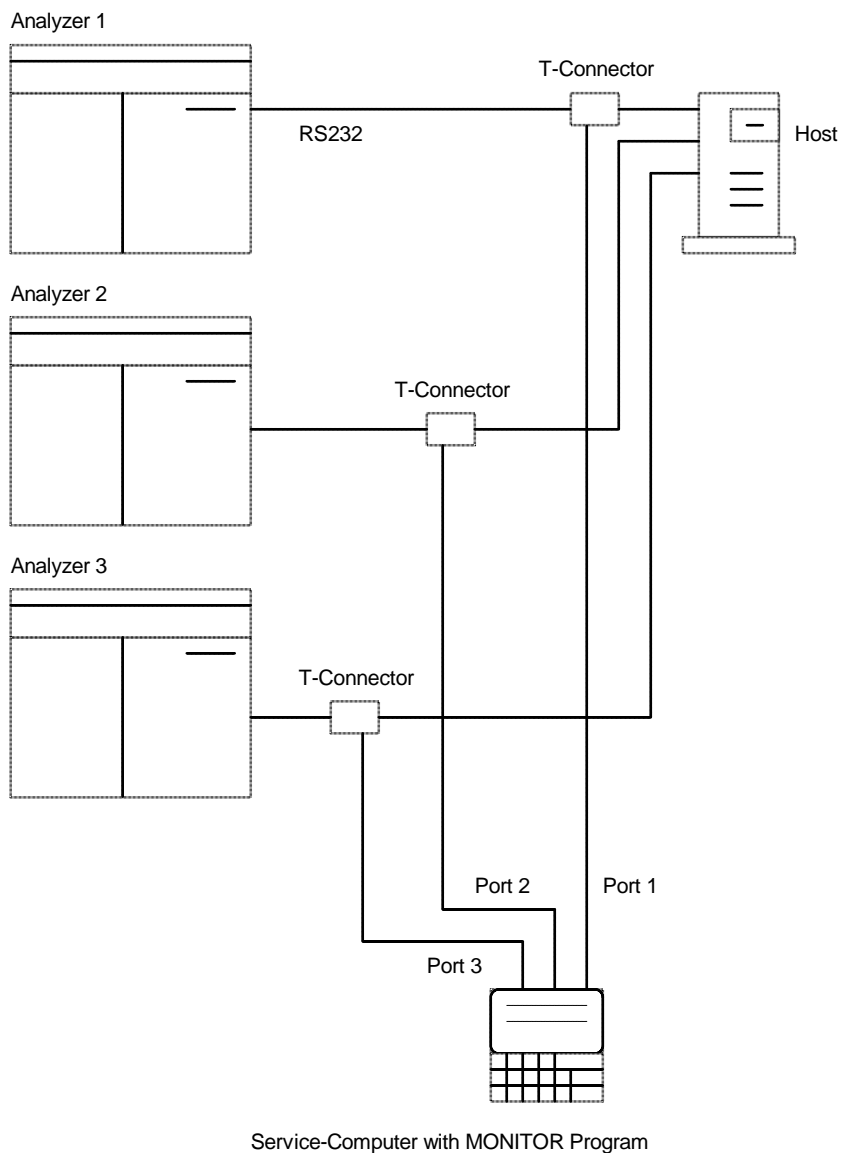 Analyzer 1
T-Connector
RS232
Host
Analyzer 2
T-Connector
Analyzer 3
T-Connector
Port 2
Port 1
Port 3
Service-Computer with MONITOR Program